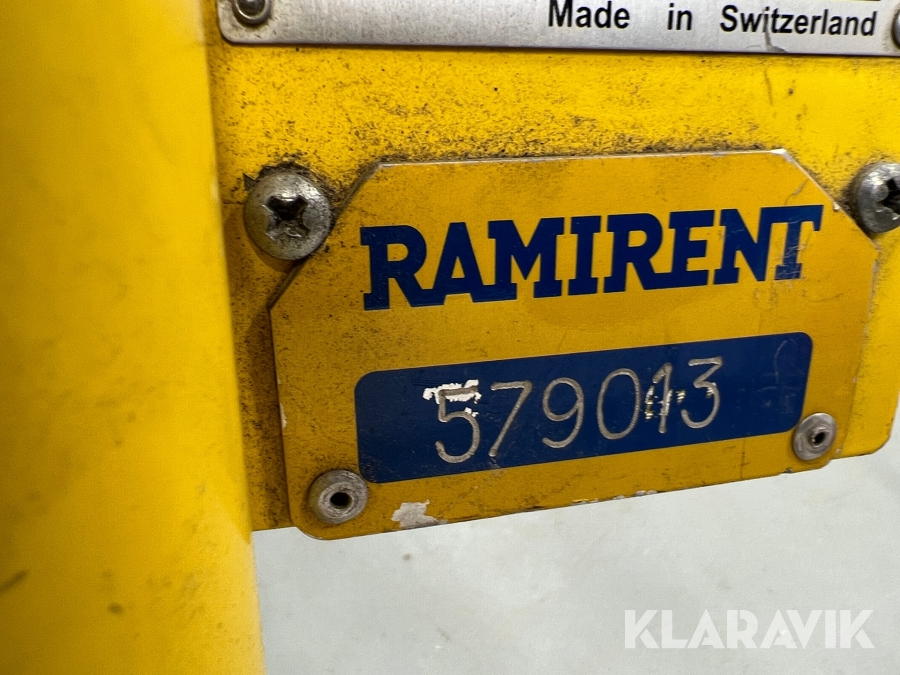 Made in Switzerland
RAMIRENT
579013
KLARAVIK